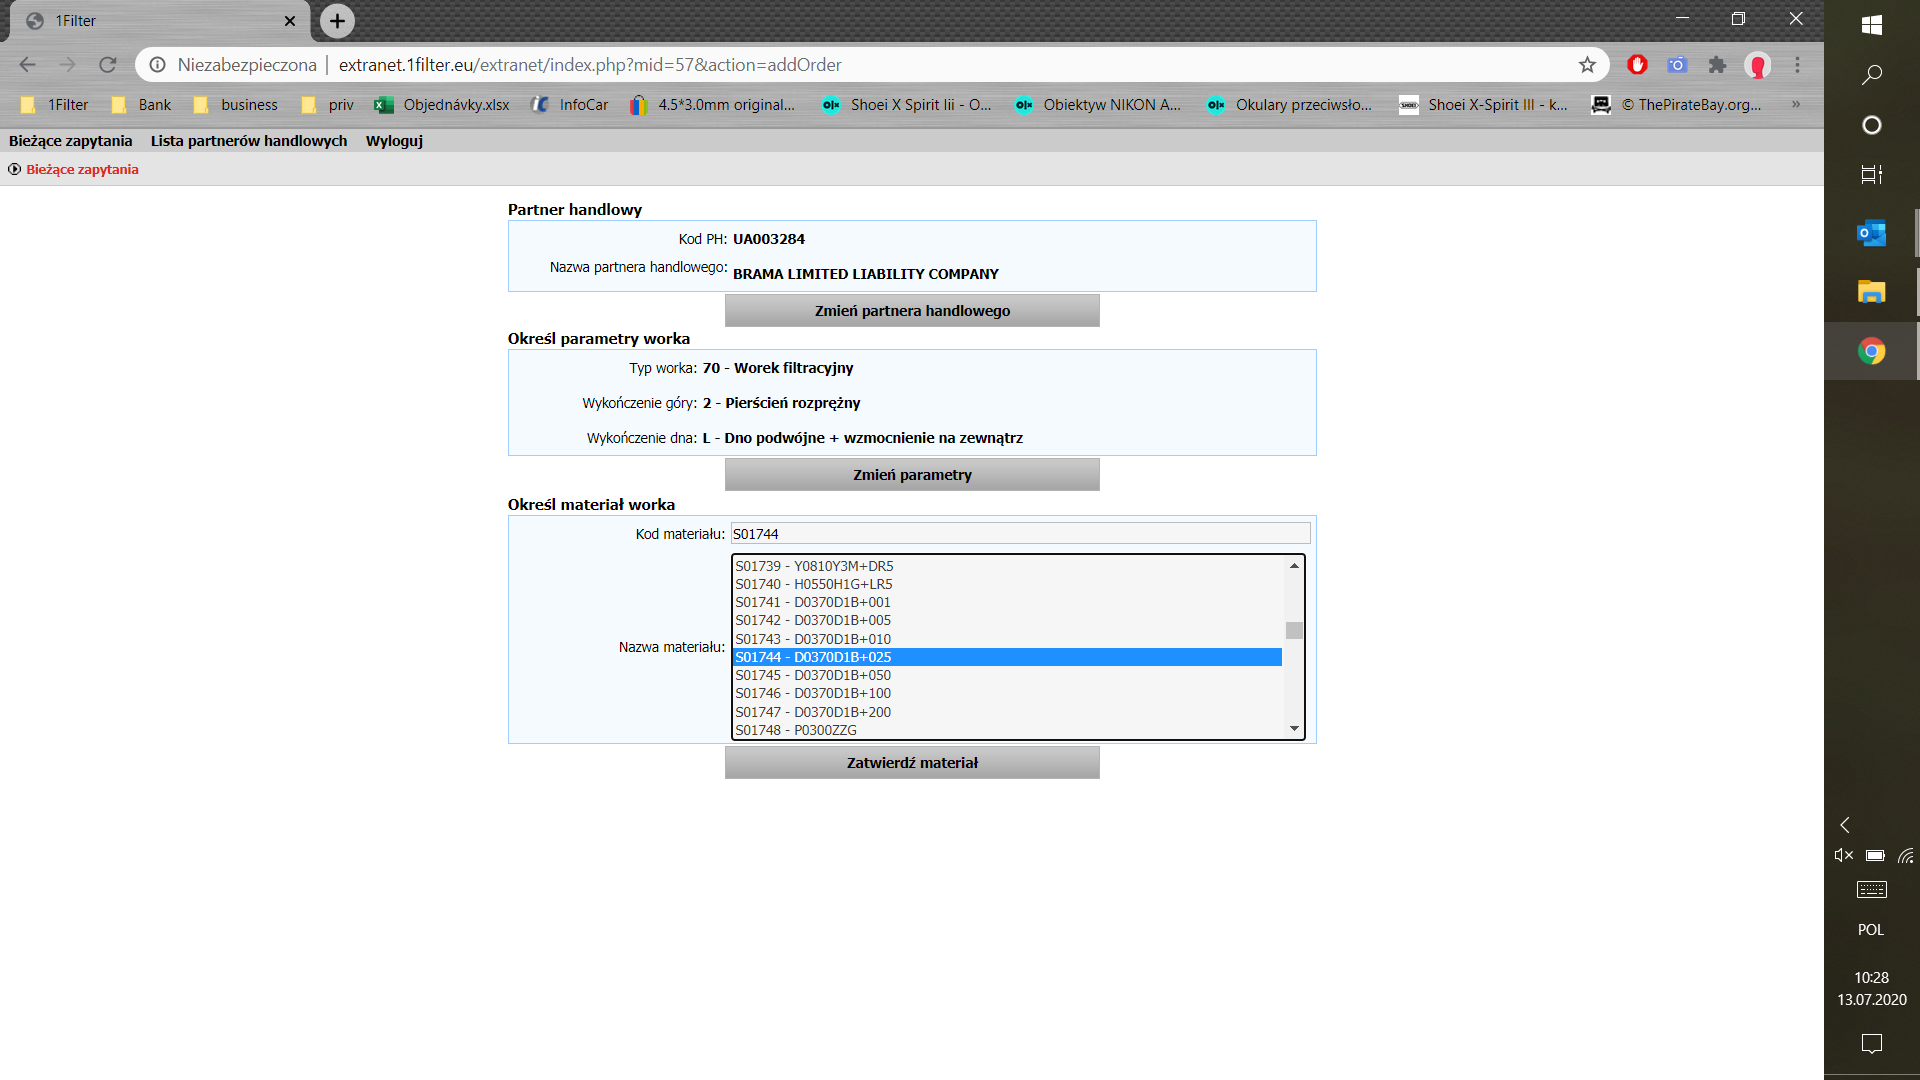 1Filter
Niezabezpieczona | extranet.1filter.eu/extranet/index.php?mid=57&action=addOrder
1Filter Bank business priv Objednávky.xlsx InfoCar 4.5*3.0mm original... Shoei X Spirit Iii - O... Obiektyw NIKON A... Okulary przeciwsło... Shoei X-Spirit III - k... © ThePirateBay.org... »
Bieżące zapytania Lista partnerów handlowych Wyloguj
Bieżące zapytania
Partner handlowy
Kod PH: UA003284
Nazwa partnera handlowego: BRAMA LIMITED LIABILITY COMPANY
Zmień partnera handlowego
Określ parametry worka
Typ worka: 70 - Worek filtracyjny
Wykończenie góry: 2 - Pierścień rozprężny
Wykończenie dna: L - Dno podwójne + wzmocnienie na zewnątrz
Zmień parametry
Określ materiał worka
Kod materiału: S01744
Nazwa materiału:
S01739 - Y0810Y3M+DR5
S01740 - H0550H1G+LR5
S01741 - D0370D1B+001
S01742 - D0370D1B+005
S01743 - D0370D1B+010
S01744 - D0370D1B+025
S01745 - D0370D1B+050
S01746 - D0370D1B+100
S01747 - D0370D1B+200
S01748 - P0300ZZG
Zatwierdź materiał
POL
10:28
13.07.2020